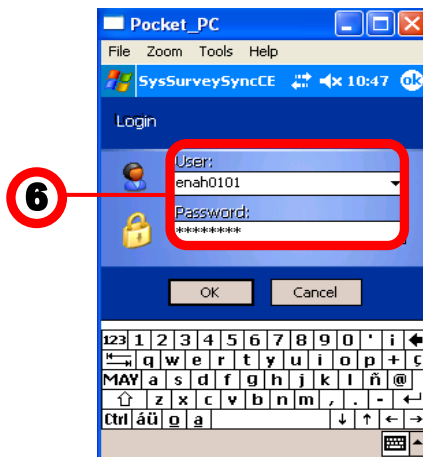 Pocket_PC
File Zoom Tools Help
SysSurveySyncCE 10:47 ok
Login
User:
enah0101
6
Password:
********
OK Cancel
123 1 2 3 4 5 6 7 8 9 0 ' ¡
q w e r t y u i o p + ç
MAY a s d f g h j k l ñ @
z x c v b n m , . -
Ctrl áü o a